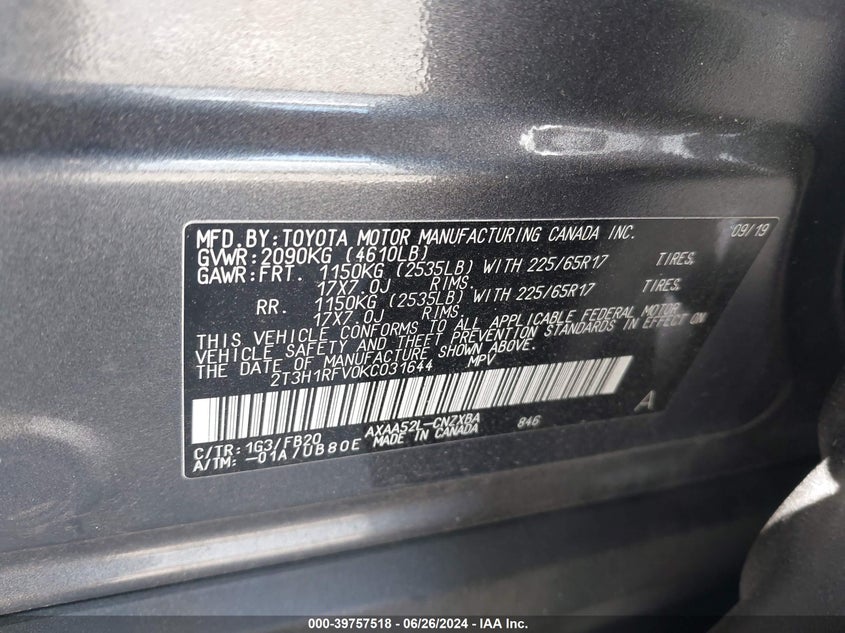 MFD.BY:TOYOTA MOTOR MANUFACTURING CANADA INC. 09/19
GVWR:2090KG (4610LB)
GAWR:FRT. 1150KG (2535LB) WITH 225/65R17 TIRES,
17X7.0J RIMS,
RR. 1150KG (2535LB) WITH 225/65R17 TIRES,
17X7.0J RIMS,
THIS VEHICLE CONFORMS TO ALL APPLICABLE FEDERAL MOTOR
VEHICLE SAFETY AND THEFT PREVENTION STANDARDS IN EFFECT ON
THE DATE OF MANUFACTURE SHOWN ABOVE.
2T3H1RFV0KC031644 MPV
A
C/TR:1G3/FB20 AXAA52L-CNZXBA 846
A/TM:-01A/UB80E MADE IN CANADA
000-39757518 - 06/26/2024 - IAA Inc.